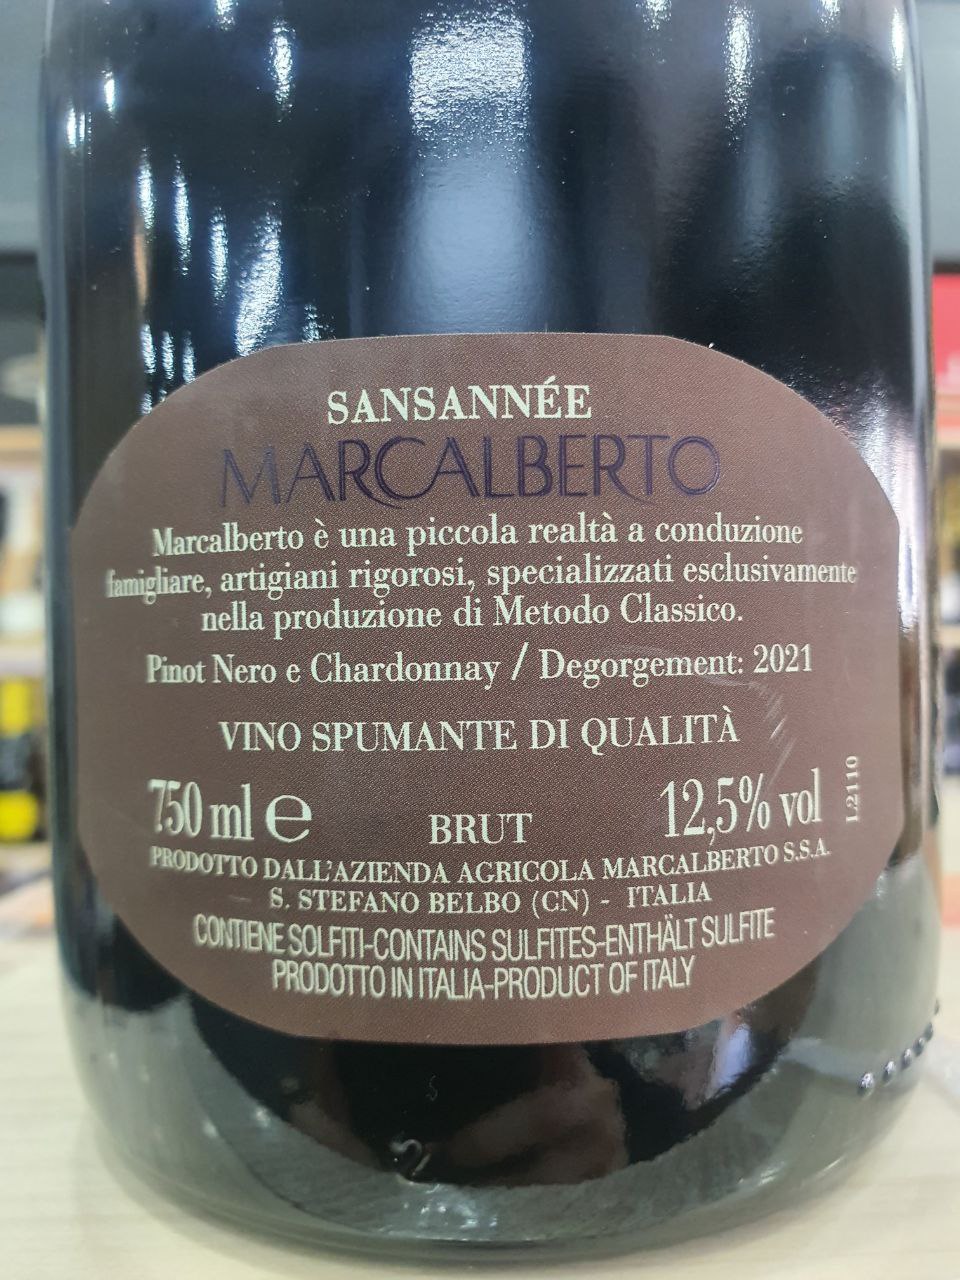 SANSANNÉE
MARCALBERTO
Marcalberto è una piccola realtà a conduzione
famigliare, artigiani rigorosi, specializzati esclusivamente
nella produzione di Metodo Classico.
Pinot Nero e Chardonnay / Degorgement: 2021
VINO SPUMANTE DI QUALITÀ
750 ml ℮ BRUT 12,5% vol
L2110
PRODOTTO DALL'AZIENDA AGRICOLA MARCALBERTO S.S.A.
S. STEFANO BELBO (CN) - ITALIA
CONTIENE SOLFITI-CONTAINS SULFITES-ENTHÄLT SULFITE
PRODOTTO IN ITALIA-PRODUCT OF ITALY
2